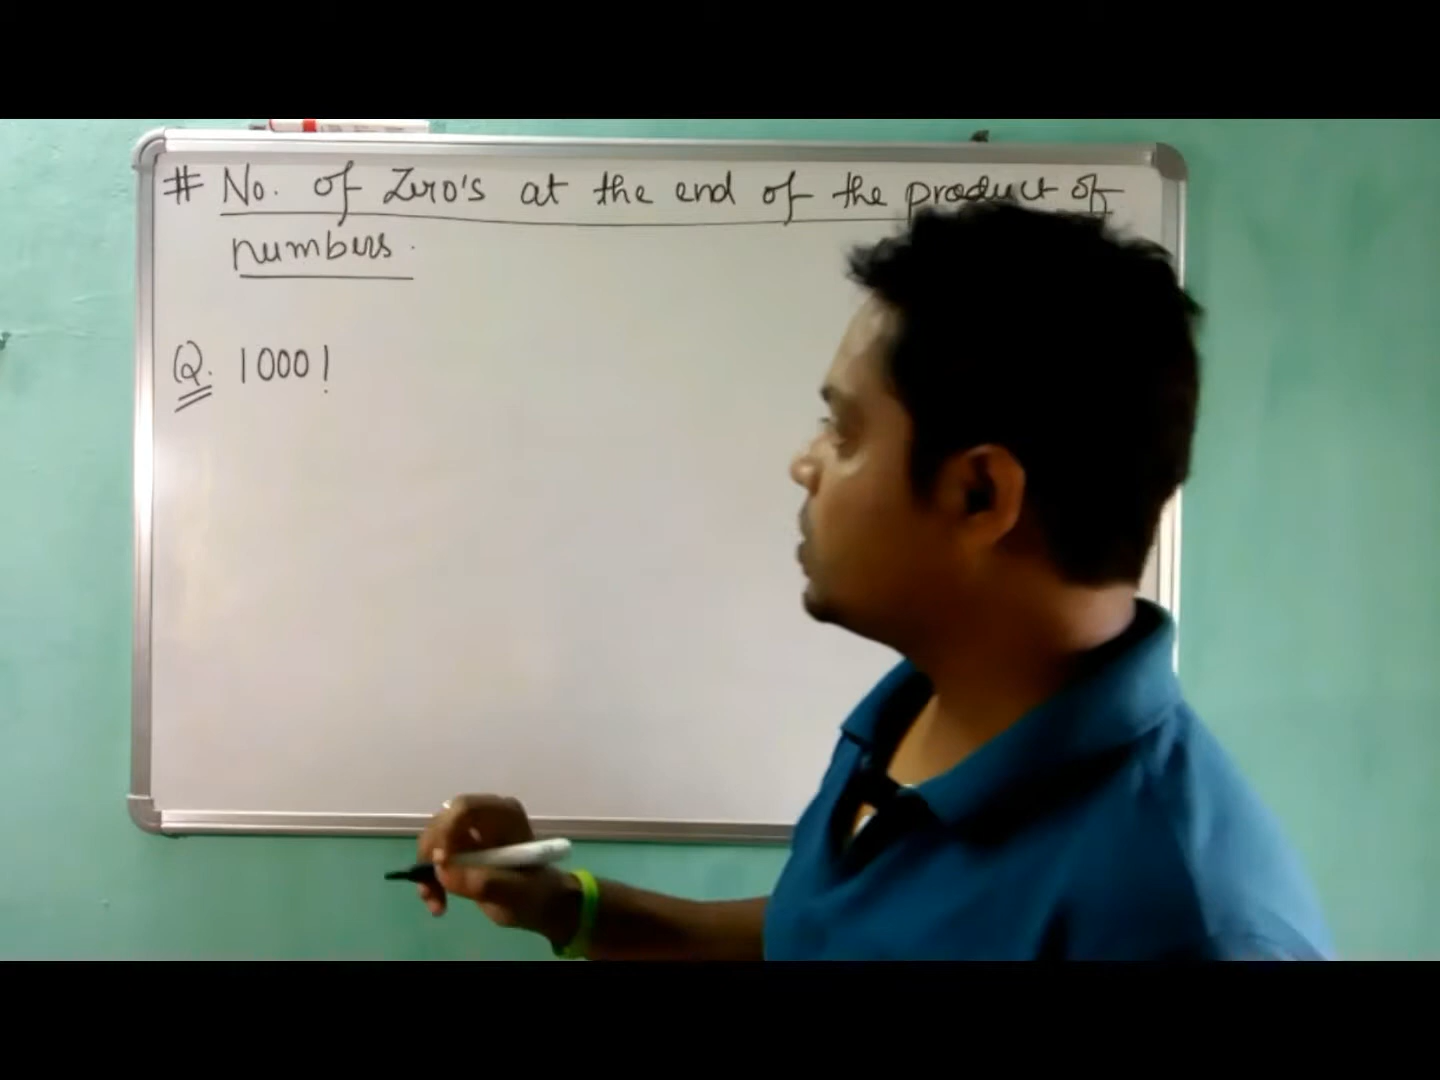 # No. of Zero's at the end of the product of
numbers.
Q. 1000!